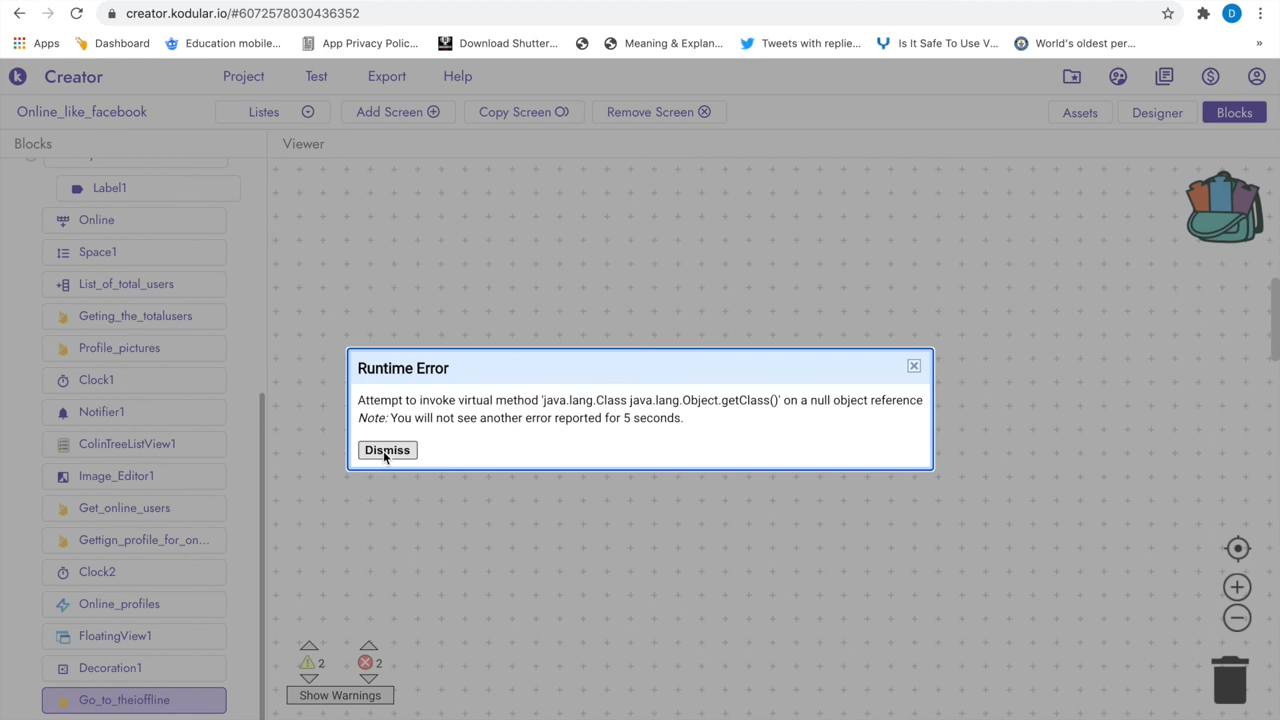 creator.kodular.io/#6072578030436352
D
Apps Dashboard Education mobile... App Privacy Polic... Download Shutter... Meaning & Explan... Tweets with replie... Is It Safe To Use V... World's oldest per... »
Creator Project Test Export Help
Online_like_facebook Listes Add Screen Copy Screen Remove Screen Assets Designer Blocks
Blocks Viewer
Label1
Online
Space1
List_of_total_users
Geting_the_totalusers
Profile_pictures
Clock1
Notifier1
ColinTreeListView1
Image_Editor1
Get_online_users
Gettign_profile_for_on...
Clock2
Online_profiles
FloatingView1
Decoration1
Go_to_theioffline
Runtime Error
Attempt to invoke virtual method 'java.lang.Class java.lang.Object.getClass()' on a null object reference
Note: You will not see another error reported for 5 seconds.
Dismiss
2 2
Show Warnings